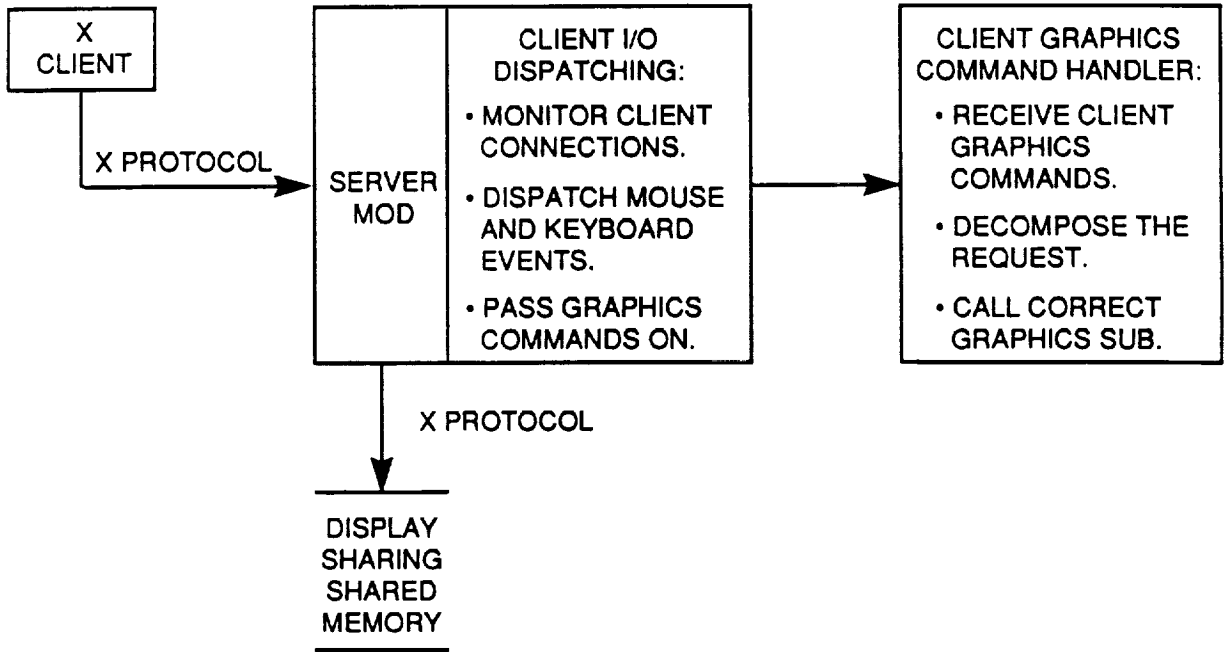 X
CLIENT
X PROTOCOL
SERVER
MOD
CLIENT I/O
DISPATCHING:
• MONITOR CLIENT
CONNECTIONS.
• DISPATCH MOUSE
AND KEYBOARD
EVENTS.
• PASS GRAPHICS
COMMANDS ON.
CLIENT GRAPHICS
COMMAND HANDLER:
• RECEIVE CLIENT
GRAPHICS
COMMANDS.
• DECOMPOSE THE
REQUEST.
• CALL CORRECT
GRAPHICS SUB.
X PROTOCOL
DISPLAY
SHARING
SHARED
MEMORY